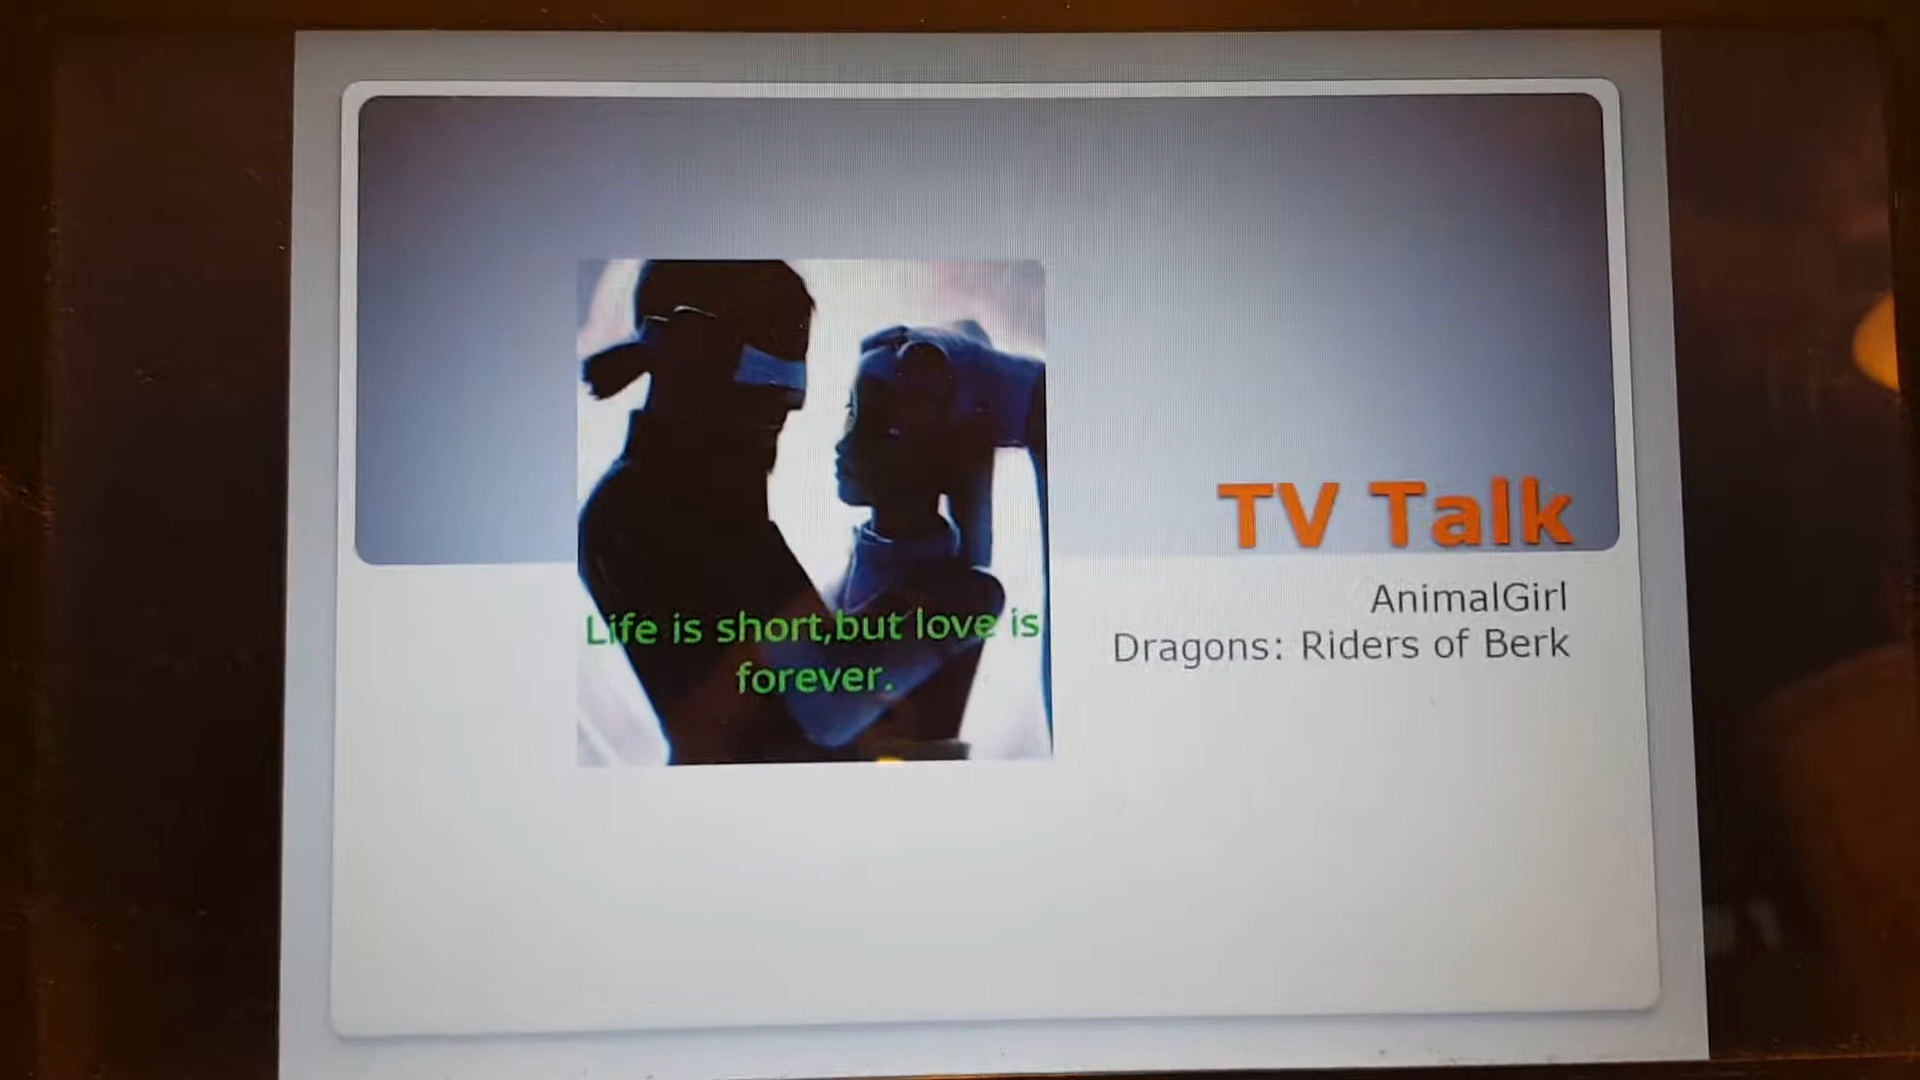 TV Talk
AnimalGirl
Dragons: Riders of Berk
Life is short,but love is
forever.